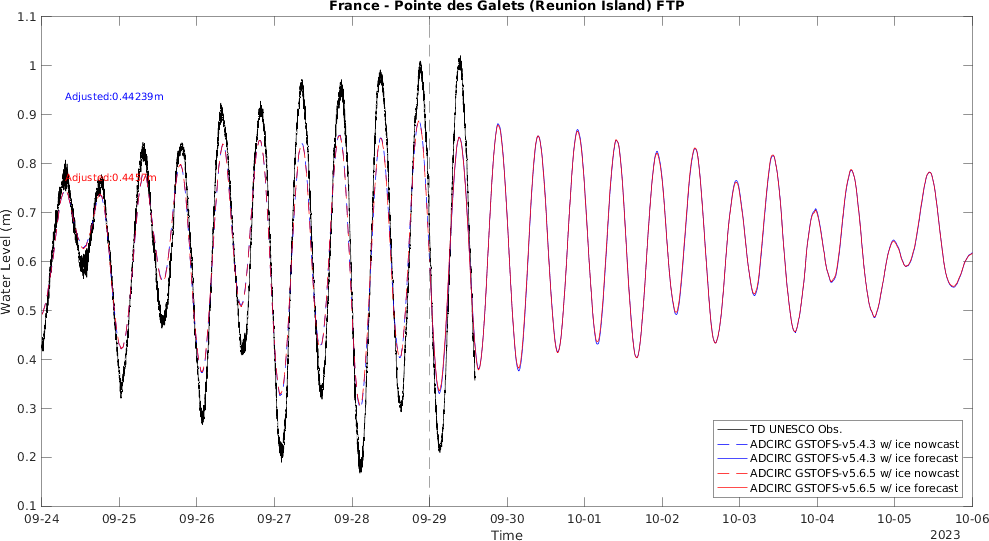 France - Pointe des Galets (Reunion Island) FTP
1.1
1
0.9
0.8
0.7
0.6
0.5
0.4
0.3
0.2
0.1
Water Level (m)
Adjusted:0.44239m
Adjusted:0.4457m
TD UNESCO Obs.
ADCIRC GSTOFS-v5.4.3 w/ ice nowcast
ADCIRC GSTOFS-v5.4.3 w/ ice forecast
ADCIRC GSTOFS-v5.6.5 w/ ice nowcast
ADCIRC GSTOFS-v5.6.5 w/ ice forecast
09-24 09-25 09-26 09-27 09-28 09-29 09-30 10-01 10-02 10-03 10-04 10-05 10-06
Time
2023